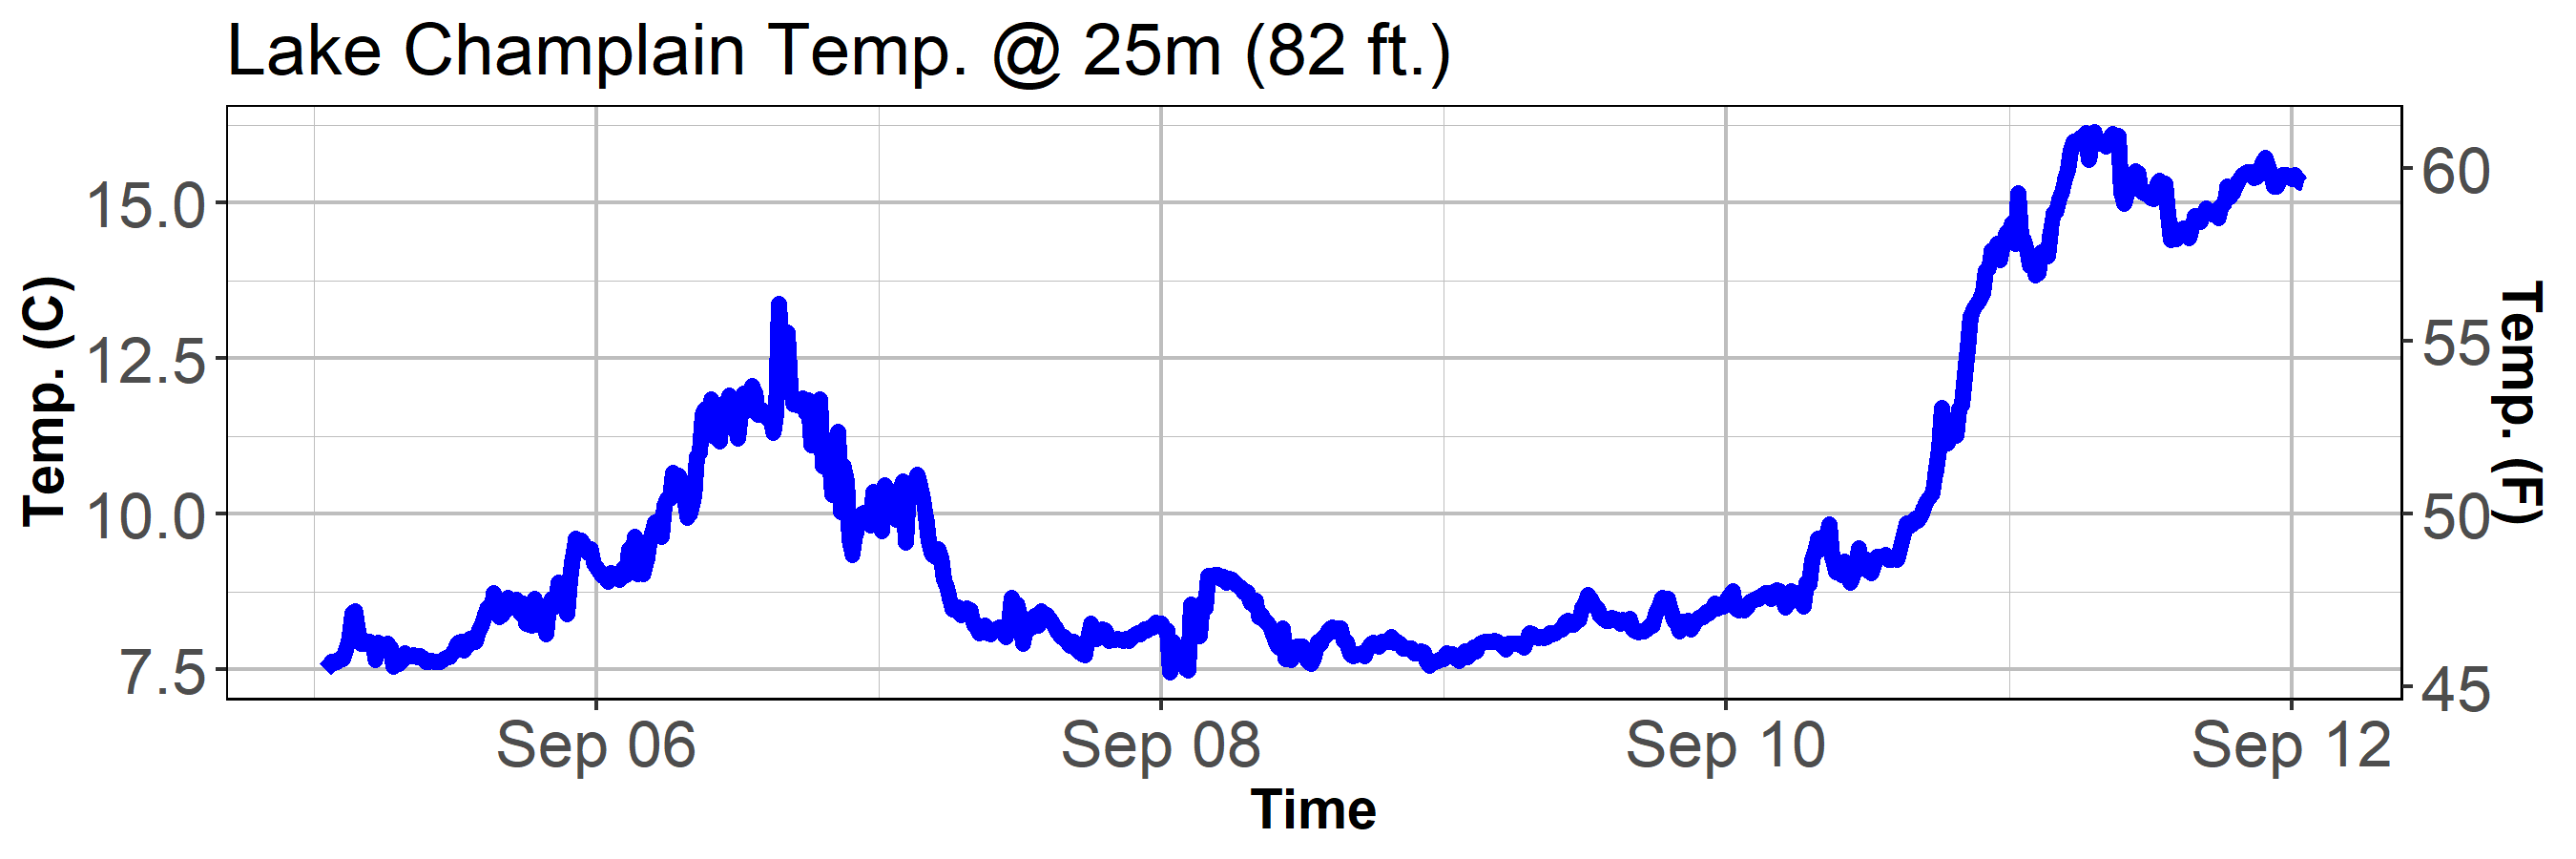 Lake Champlain Temp. @ 25m (82 ft.)
Temp. (C)
15.0
12.5
10.0
7.5
60
55
50
45
Temp. (F)
Sep 06
Sep 08
Sep 10
Sep 12
Time